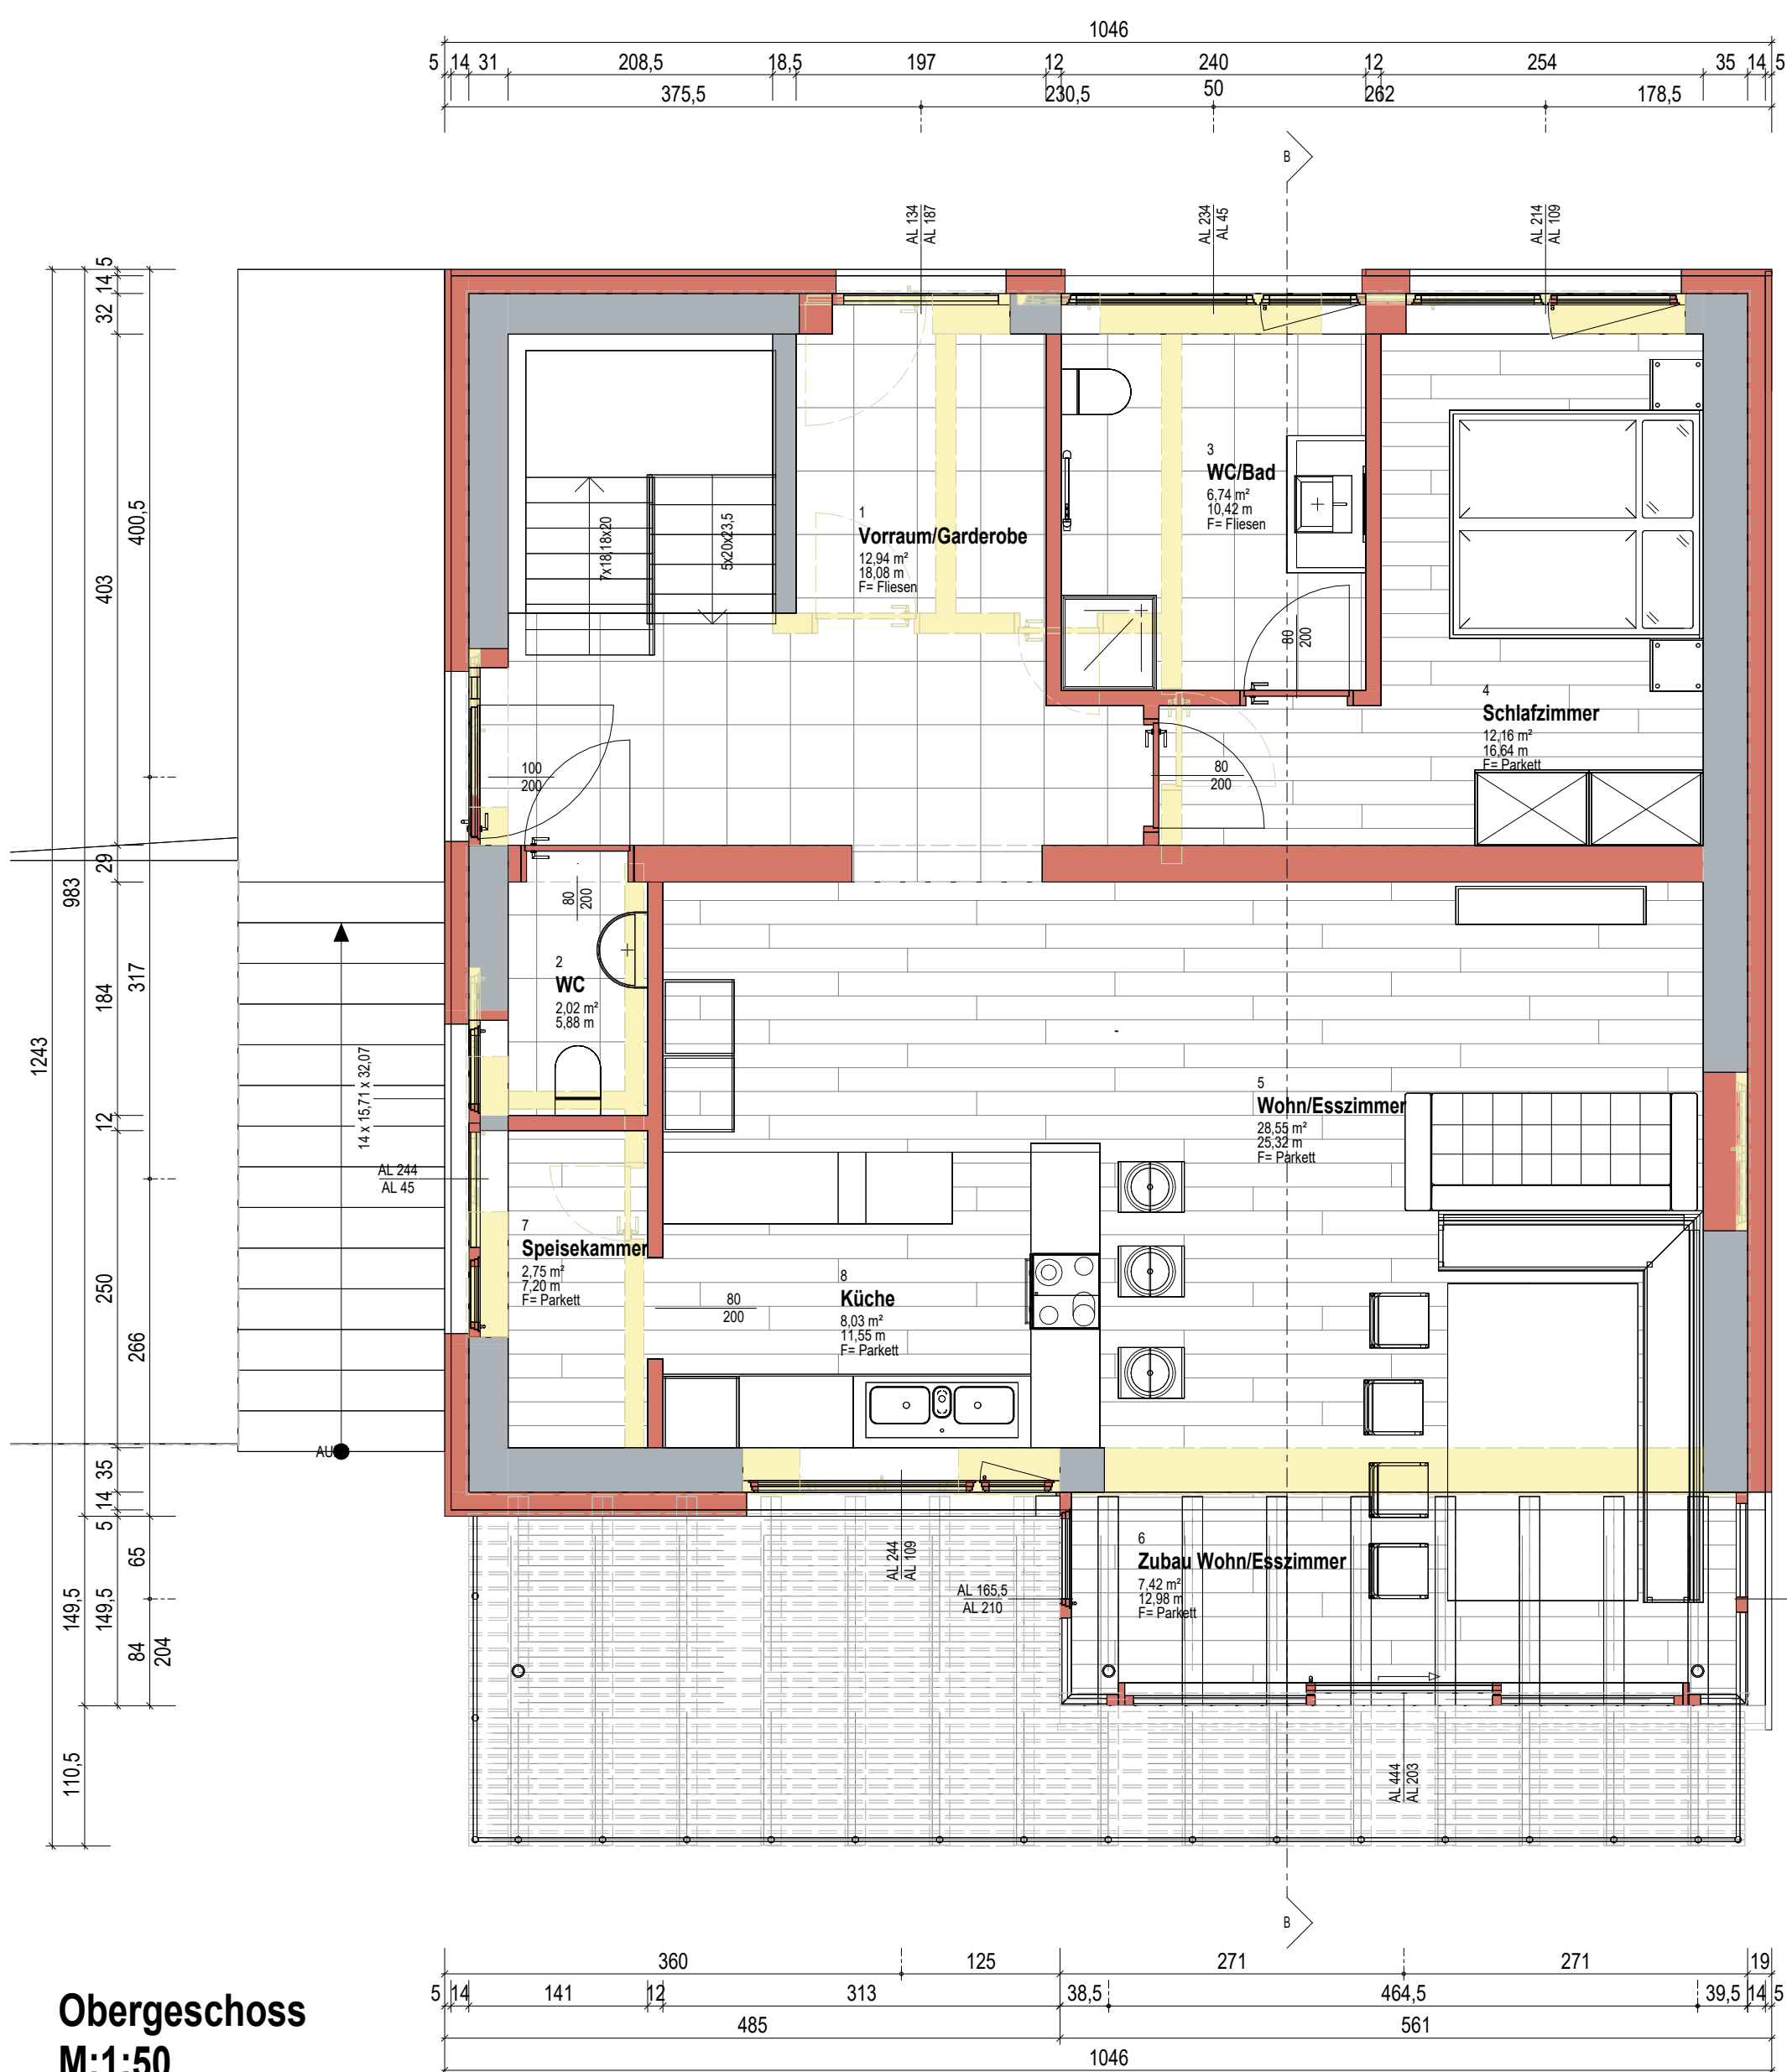 1046
5 14 31 208,5 18,5 197 12 240 12 254 35 14 5
375,5 230,5 50 262 178,5
B
AL 134
AL 187
AL 234
AL 45
AL 214
AL 109
14,5
32
400,5
403
29
983
317
184
1243
12
250
266
35
14
5
65
149,5
149,5
84
204
110,5
7x18,18x20
5x20x23,5
1
Vorraum/Garderobe
12,94 m²
18,08 m
F= Fliesen
3
WC/Bad
6,74 m²
10,42 m
F= Fliesen
80
200
4
Schlafzimmer
12,16 m²
16,64 m
F= Parkett
100
200
80
200
80
200
2
WC
2,02 m²
5,88 m
14 x 15,71 x 32,07
AL 244
AL 45
5
Wohn/Esszimmer
28,55 m²
25,32 m
F= Parkett
7
Speisekammer
2,75 m²
7,20 m
F= Parkett
80
200
8
Küche
8,03 m²
11,55 m
F= Parkett
AU
AL 244
AL 109
AL 165,5
AL 210
6
Zubau Wohn/Esszimmer
7,42 m²
12,98 m
F= Parkett
AL 444
AL 203
B
360 125 271 271 19
5 14 141 12 313 38,5 464,5 39,5 14 5
485 561
1046
Obergeschoss
M:1:50